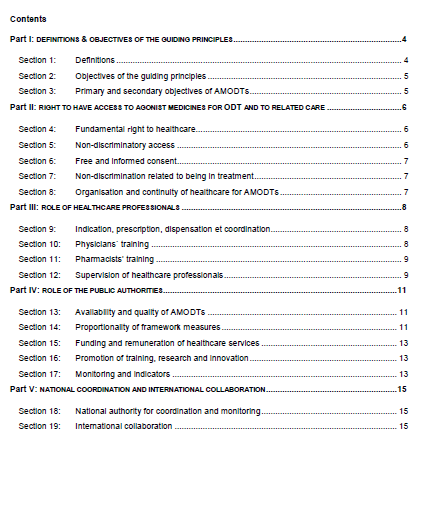 Contents
Part I: DEFINITIONS & OBJECTIVES OF THE GUIDING PRINCIPLES 4
Section 1: Definitions 4
Section 2: Objectives of the guiding principles 5
Section 3: Primary and secondary objectives of AMODTs 5
Part II: RIGHT TO HAVE ACCESS TO AGONIST MEDICINES FOR ODT AND TO RELATED CARE 6
Section 4: Fundamental right to healthcare 6
Section 5: Non-discriminatory access 6
Section 6: Free and informed consent 7
Section 7: Non-discrimination related to being in treatment 7
Section 8: Organisation and continuity of healthcare for AMODTs 7
Part III: ROLE OF HEALTHCARE PROFESSIONALS 8
Section 9: Indication, prescription, dispensation et coordination 8
Section 10: Physicians' training 8
Section 11: Pharmacists' training 9
Section 12: Supervision of healthcare professionals 9
Part IV: ROLE OF THE PUBLIC AUTHORITIES 11
Section 13: Availability and quality of AMODTs 11
Section 14: Proportionality of framework measures 11
Section 15: Funding and remuneration of healthcare services 13
Section 16: Promotion of training, research and innovation 13
Section 17: Monitoring and indicators 13
Part V: NATIONAL COORDINATION AND INTERNATIONAL COLLABORATION 15
Section 18: National authority for coordination and monitoring 15
Section 19: International collaboration 15